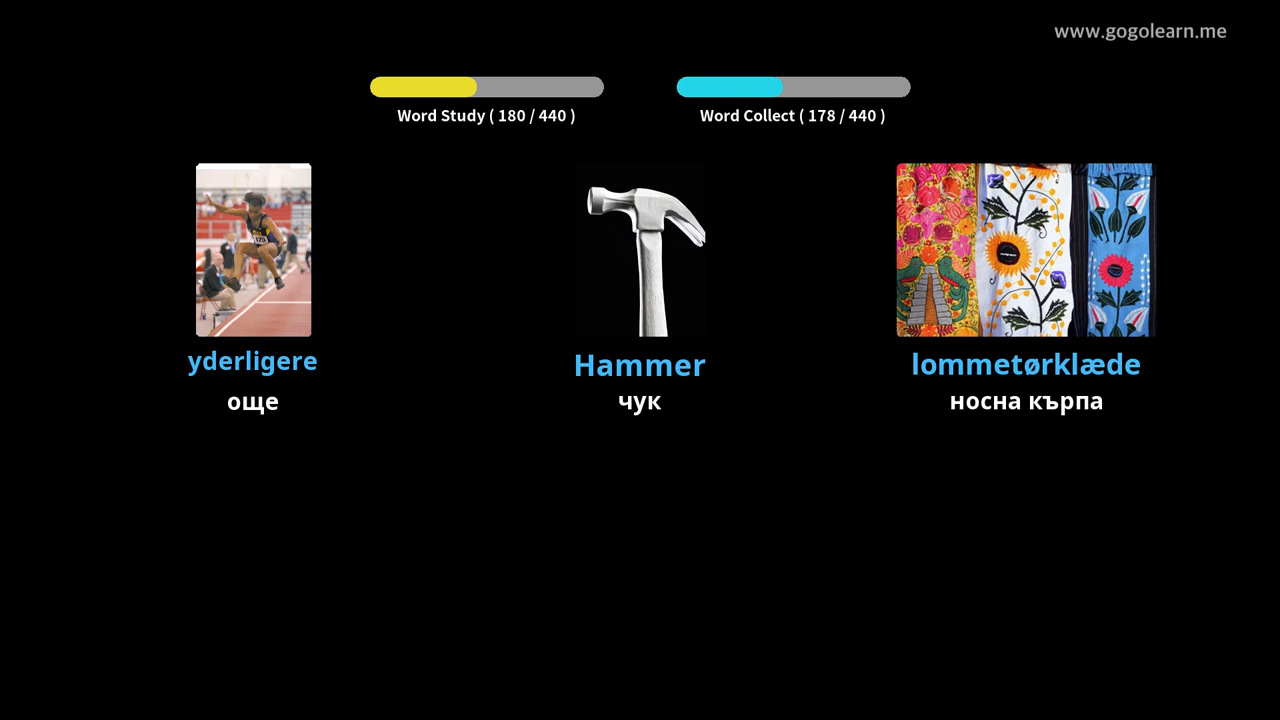 www.gogolearn.me
Word Study ( 180 / 440 )
Word Collect ( 178 / 440 )
yderligere
още
Hammer
чук
lommetørklæde
носна кърпа